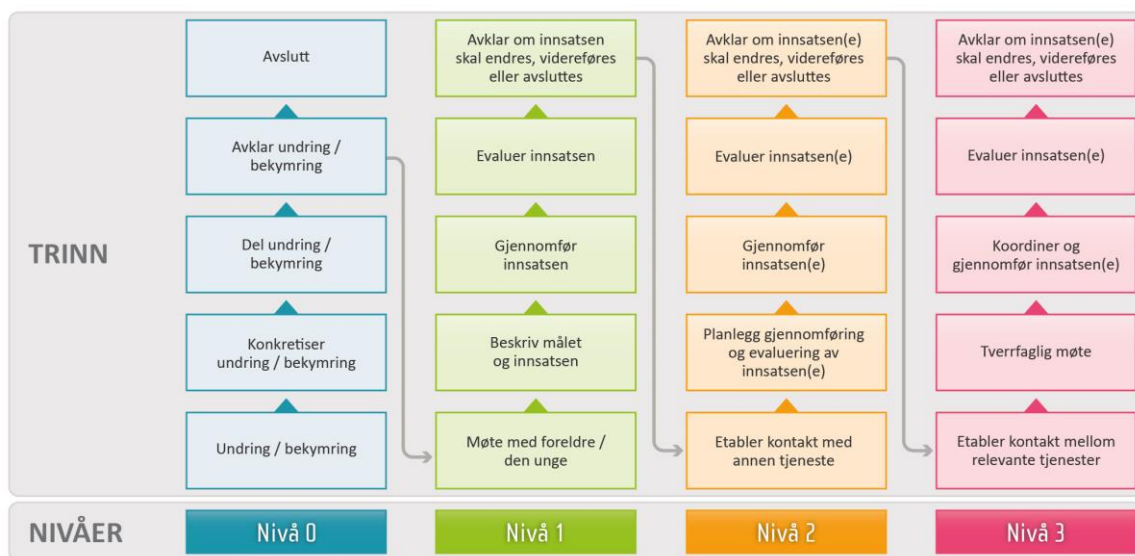 TRINN
Avslutt
Avklar undring /
bekymring
Del undring /
bekymring
Konkretiser
undring / bekymring
Undring / bekymring
Avklar om innsatsen
skal endres, videreføres
eller avsluttes
Evaluer innsatsen
Gjennomfør
innsatsen
Beskriv målet
og innsatsen
Møte med foreldre /
den unge
Avklar om innsatsen(e)
skal endres, videreføres
eller avsluttes
Evaluer innsatsen(e)
Gjennomfør
innsatsen(e)
Planlegg gjennomføring
og evaluering av
innsatsen(e)
Etabler kontakt med
annen tjeneste
Avklar om innsatsen(e)
skal endres, videreføres
eller avsluttes
Evaluer innsatsen(e)
Koordiner og
gjennomfør innsatsen(e)
Tverrfaglig møte
Etabler kontakt mellom
relevante tjenester
NIVÅER
Nivå 0
Nivå 1
Nivå 2
Nivå 3